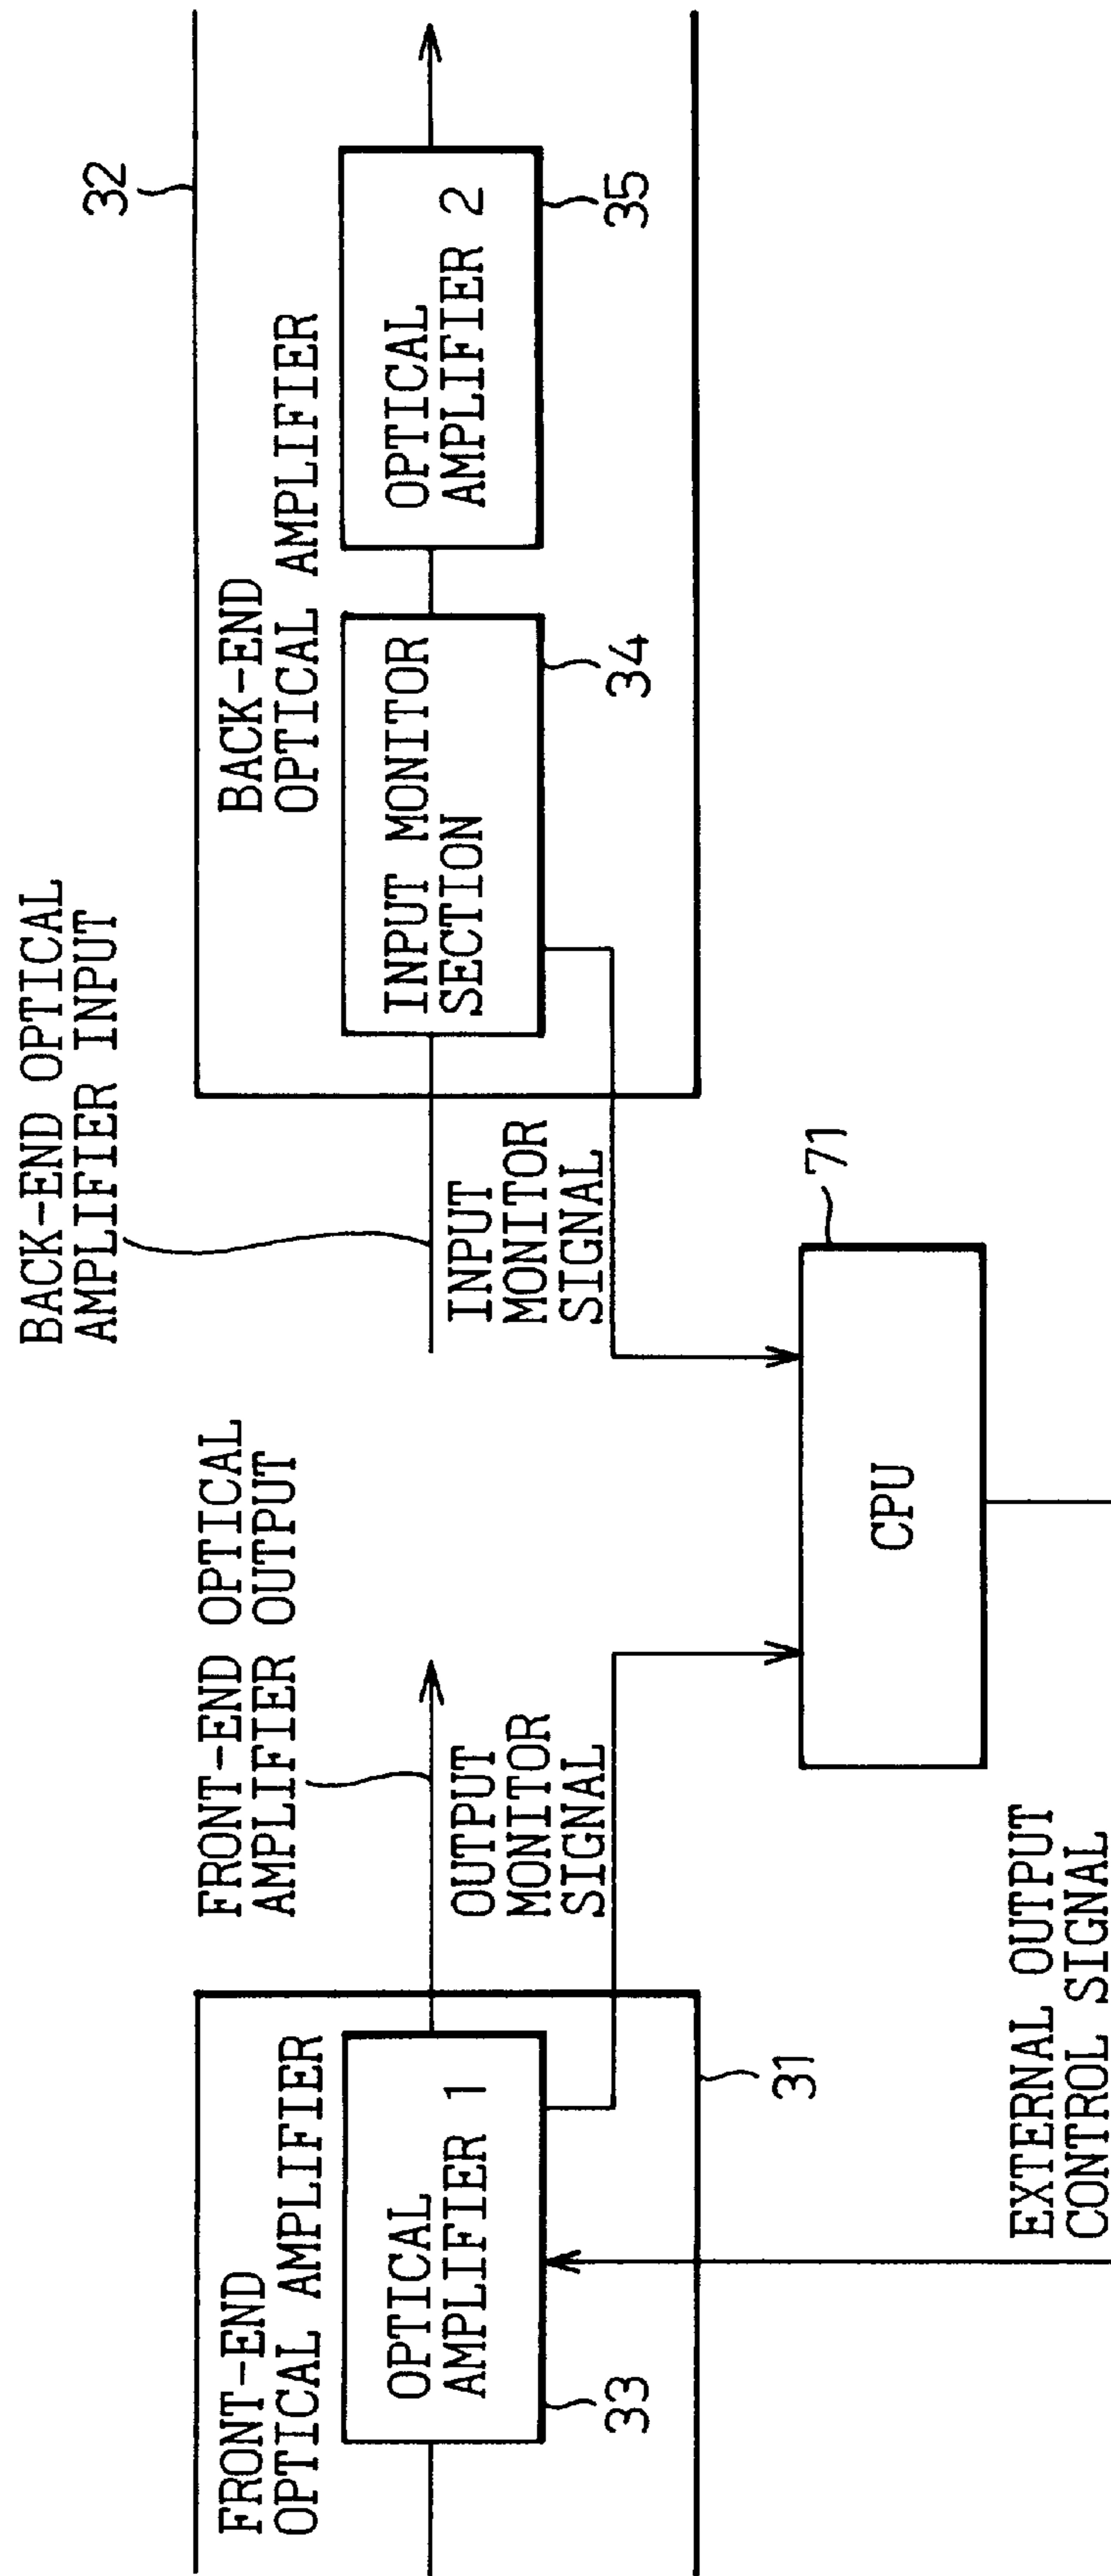 FRONT-END
OPTICAL AMPLIFIER
OPTICAL
AMPLIFIER 1
33
31
FRONT-END OPTICAL
AMPLIFIER OUTPUT
OUTPUT
MONITOR
SIGNAL
EXTERNAL OUTPUT
CONTROL SIGNAL
CPU
71
BACK-END OPTICAL
AMPLIFIER INPUT
INPUT
MONITOR
SIGNAL
BACK-END
OPTICAL AMPLIFIER
32
INPUT MONITOR
SECTION
34
OPTICAL
AMPLIFIER 2
35